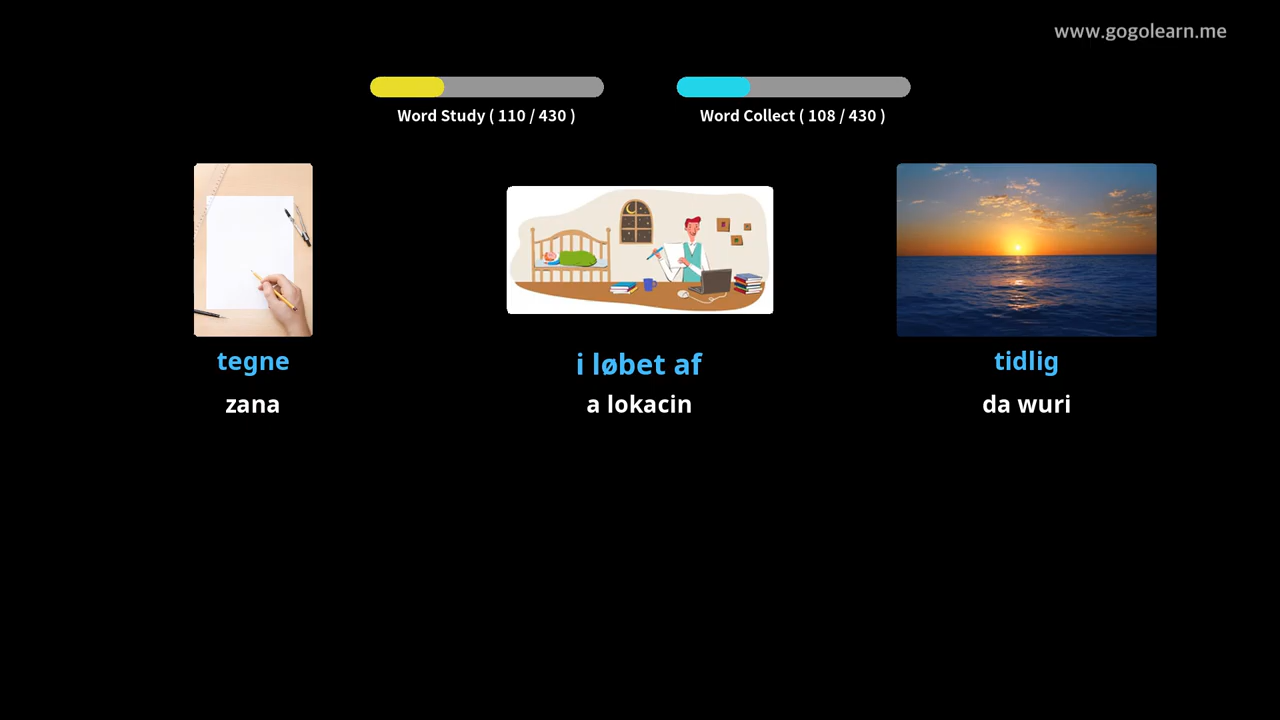 www.gogolearn.me
Word Study ( 110 / 430 )
Word Collect ( 108 / 430 )
tegne
zana
i løbet af
a lokacin
tidlig
da wuri